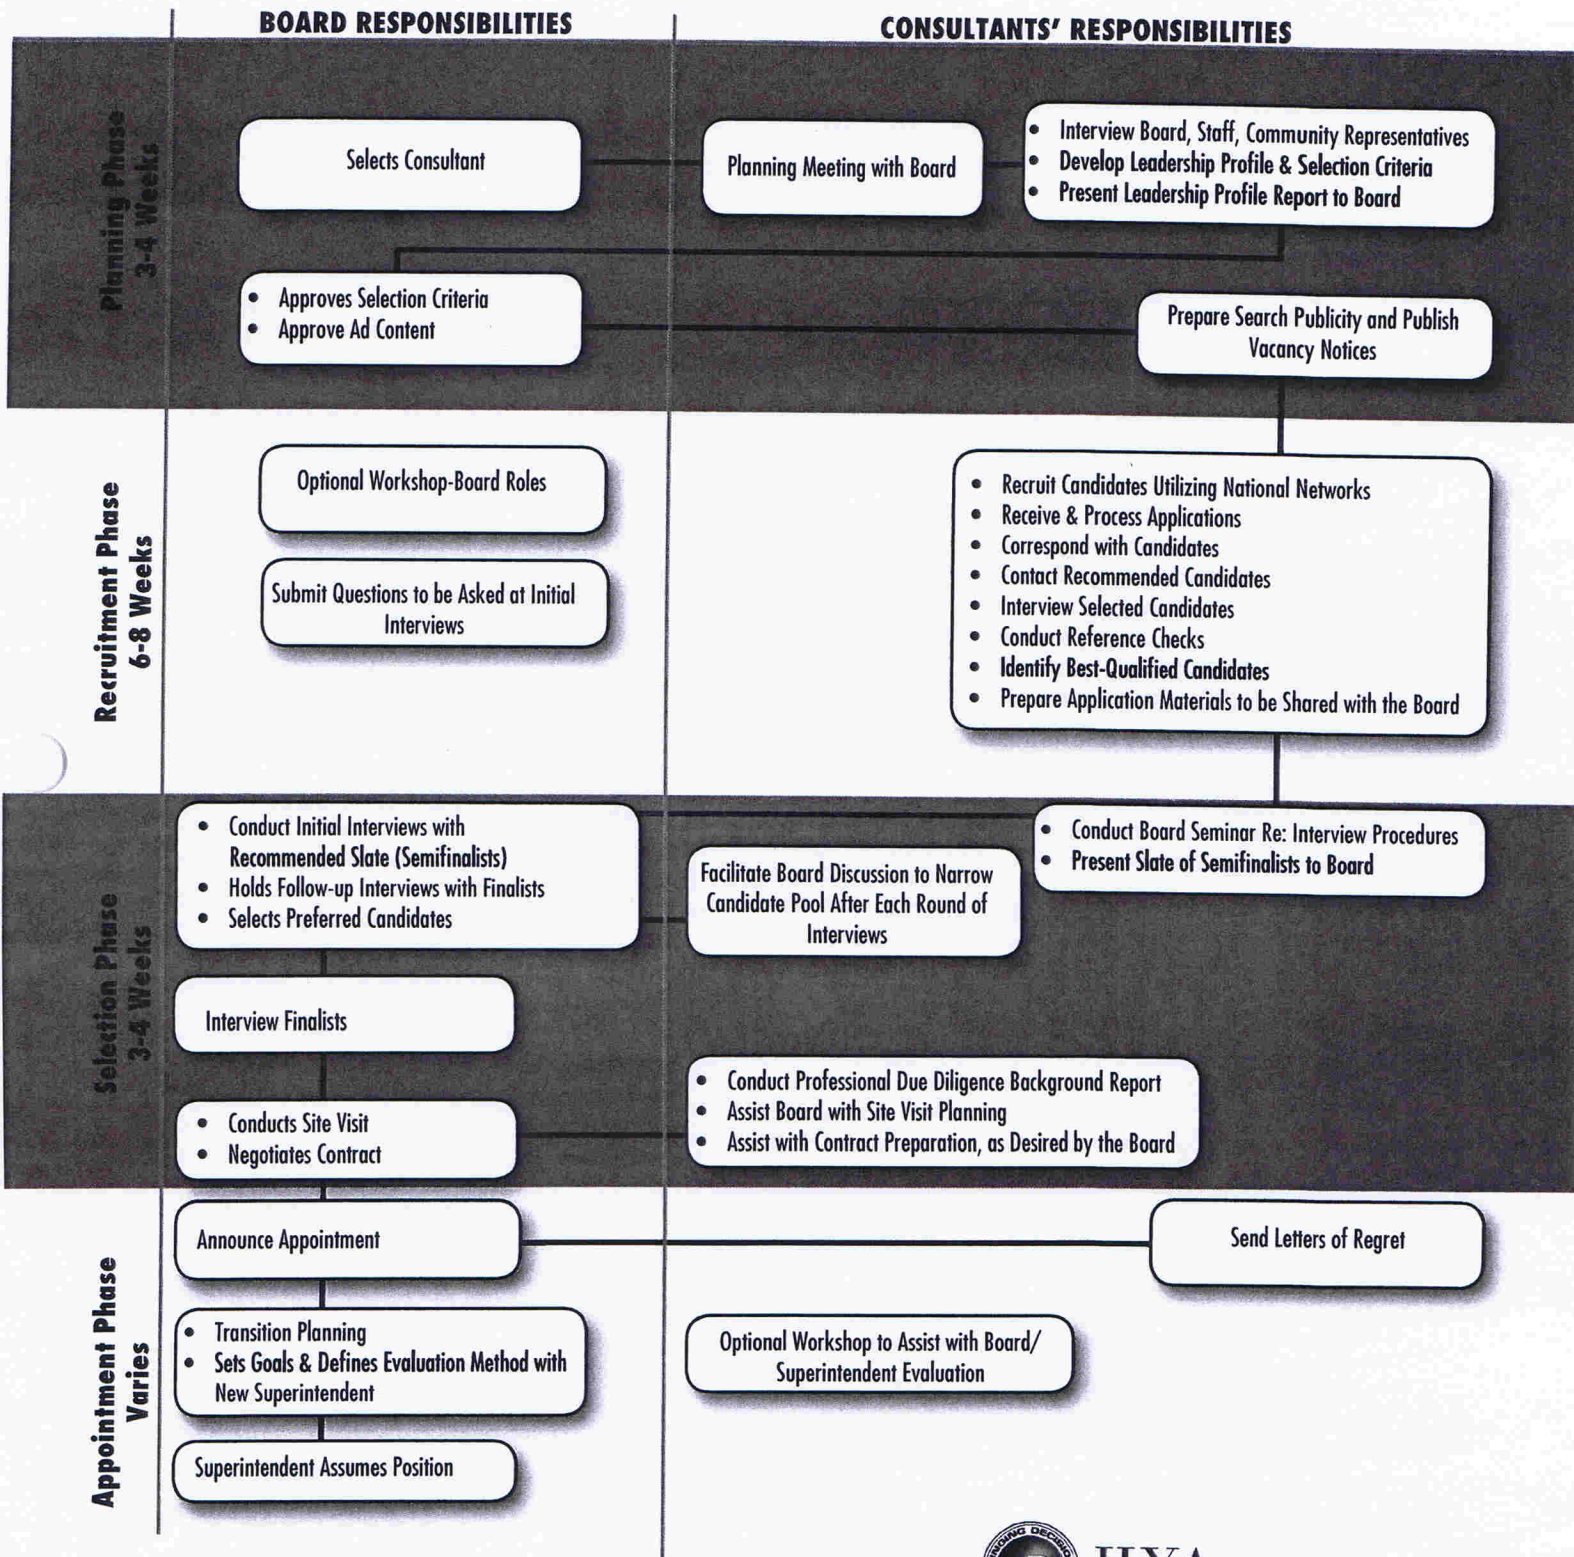 BOARD RESPONSIBILITIES
CONSULTANTS' RESPONSIBILITIES
Planning Phase
3-4 Weeks
Selects Consultant
Planning Meeting with Board
• Interview Board, Staff, Community Representatives
• Develop Leadership Profile & Selection Criteria
• Present Leadership Profile Report to Board
• Approves Selection Criteria
• Approve Ad Content
Prepare Search Publicity and Publish
Vacancy Notices
Recruitment Phase
6-8 Weeks
Optional Workshop-Board Roles
Submit Questions to be Asked at Initial
Interviews
• Recruit Candidates Utilizing National Networks
• Receive & Process Applications
• Correspond with Candidates
• Contact Recommended Candidates
• Interview Selected Candidates
• Conduct Reference Checks
• Identify Best-Qualified Candidates
• Prepare Application Materials to be Shared with the Board
Selection Phase
3-4 Weeks
• Conduct Initial Interviews with
Recommended Slate (Semifinalists)
• Holds Follow-up Interviews with Finalists
• Selects Preferred Candidates
Facilitate Board Discussion to Narrow
Candidate Pool After Each Round of
Interviews
• Conduct Board Seminar Re: Interview Procedures
• Present Slate of Semifinalists to Board
Interview Finalists
• Conducts Site Visit
• Negotiates Contract
• Conduct Professional Due Diligence Background Report
• Assist Board with Site Visit Planning
• Assist with Contract Preparation, as Desired by the Board
Appointment Phase
Varies
Announce Appointment
Send Letters of Regret
• Transition Planning
• Sets Goals & Defines Evaluation Method with
New Superintendent
Optional Workshop to Assist with Board/
Superintendent Evaluation
Superintendent Assumes Position